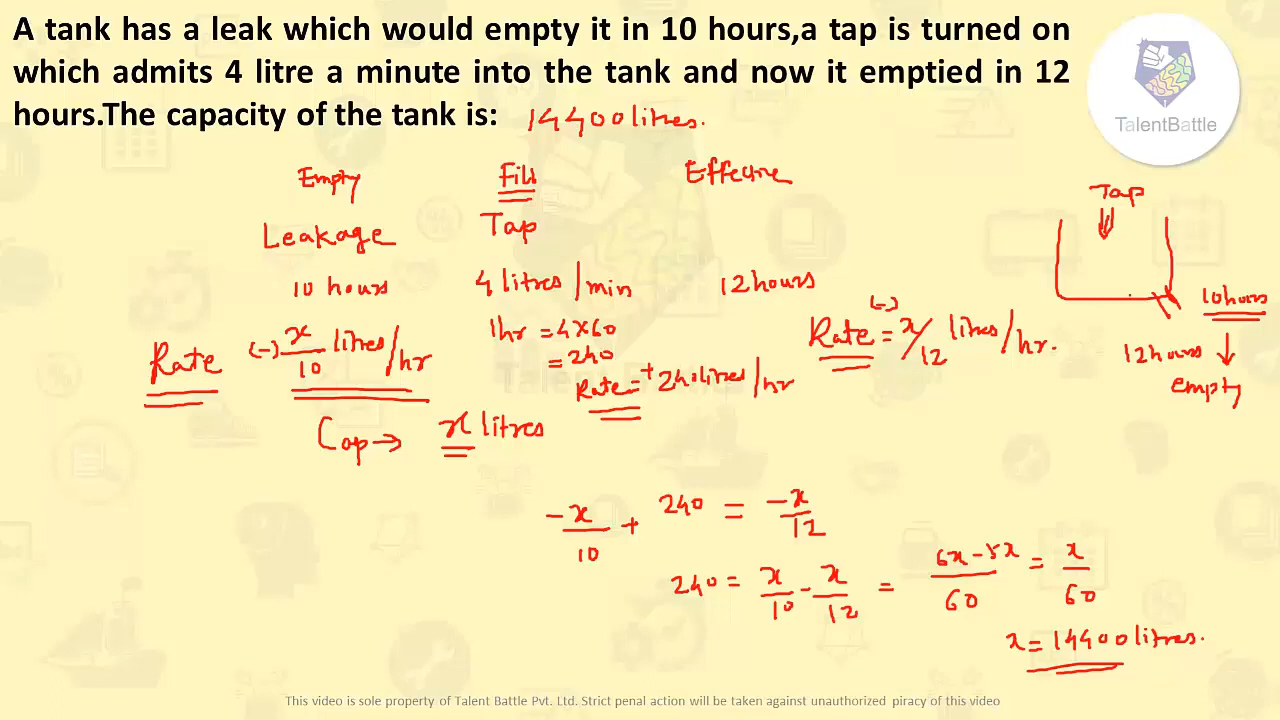 A tank has a leak which would empty it in 10 hours,a tap is turned on
which admits 4 litre a minute into the tank and now it emptied in 12
hours.The capacity of the tank is: 14400 litres.
TalentBattle
Empty Fill Effective
Leakage Tap
10 hours 4 litres/min 12 hours
Tap
10 hours
12 hours
empty
Rate (-) x/10 litres/hr
1hr = 4×60
= 240
Rate = + 240 litres/hr
(-)
Rate = x/12 litres/hr.
Cap → x litres
-x/10 + 240 = -x/12
240 = x/10 - x/12 = 6x-5x/60 = x/60
x = 14400 litres.
This video is sole property of Talent Battle Pvt. Ltd. Strict penal action will be taken against unauthorized piracy of this video